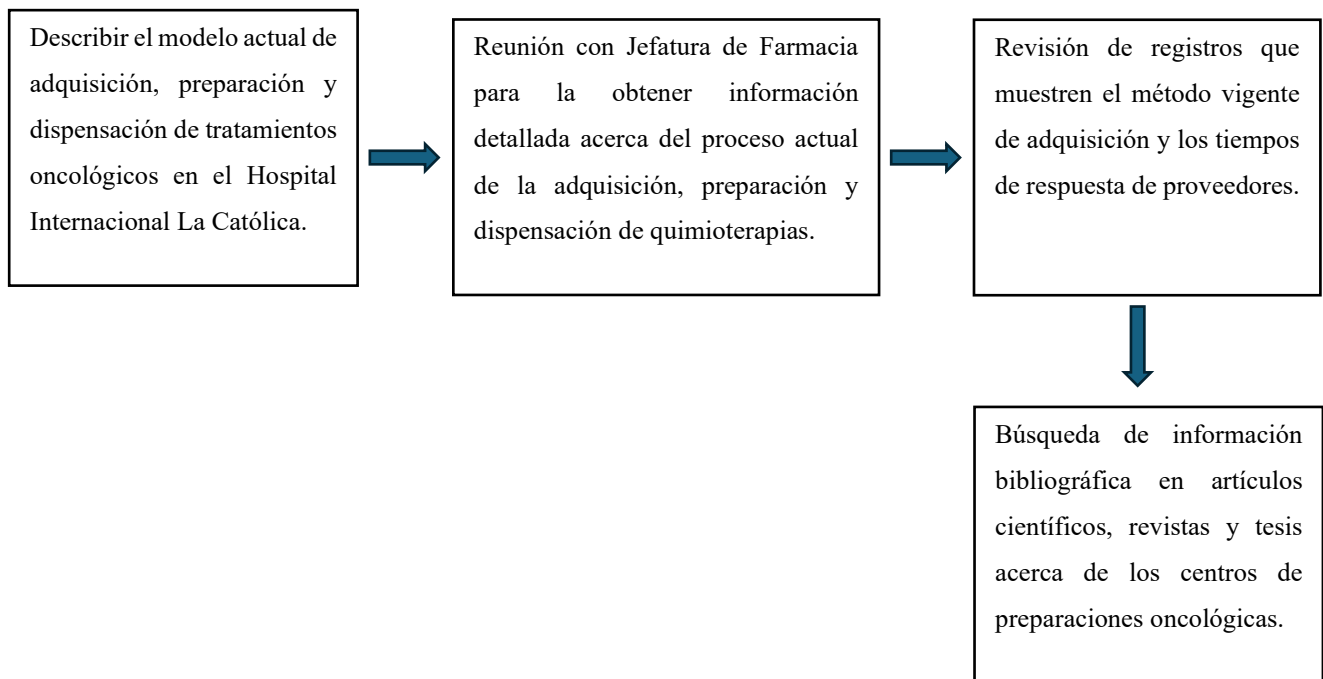 Describir el modelo actual de
adquisición, preparación y
dispensación de tratamientos
oncológicos en el Hospital
Internacional La Católica.
Reunión con Jefatura de Farmacia
para la obtener información
detallada acerca del proceso actual
de la adquisición, preparación y
dispensación de quimioterapias.
Revisión de registros que
muestren el método vigente
de adquisición y los tiempos
de respuesta de proveedores.
Búsqueda de información
bibliográfica en artículos
científicos, revistas y tesis
acerca de los centros de
preparaciones oncológicas.